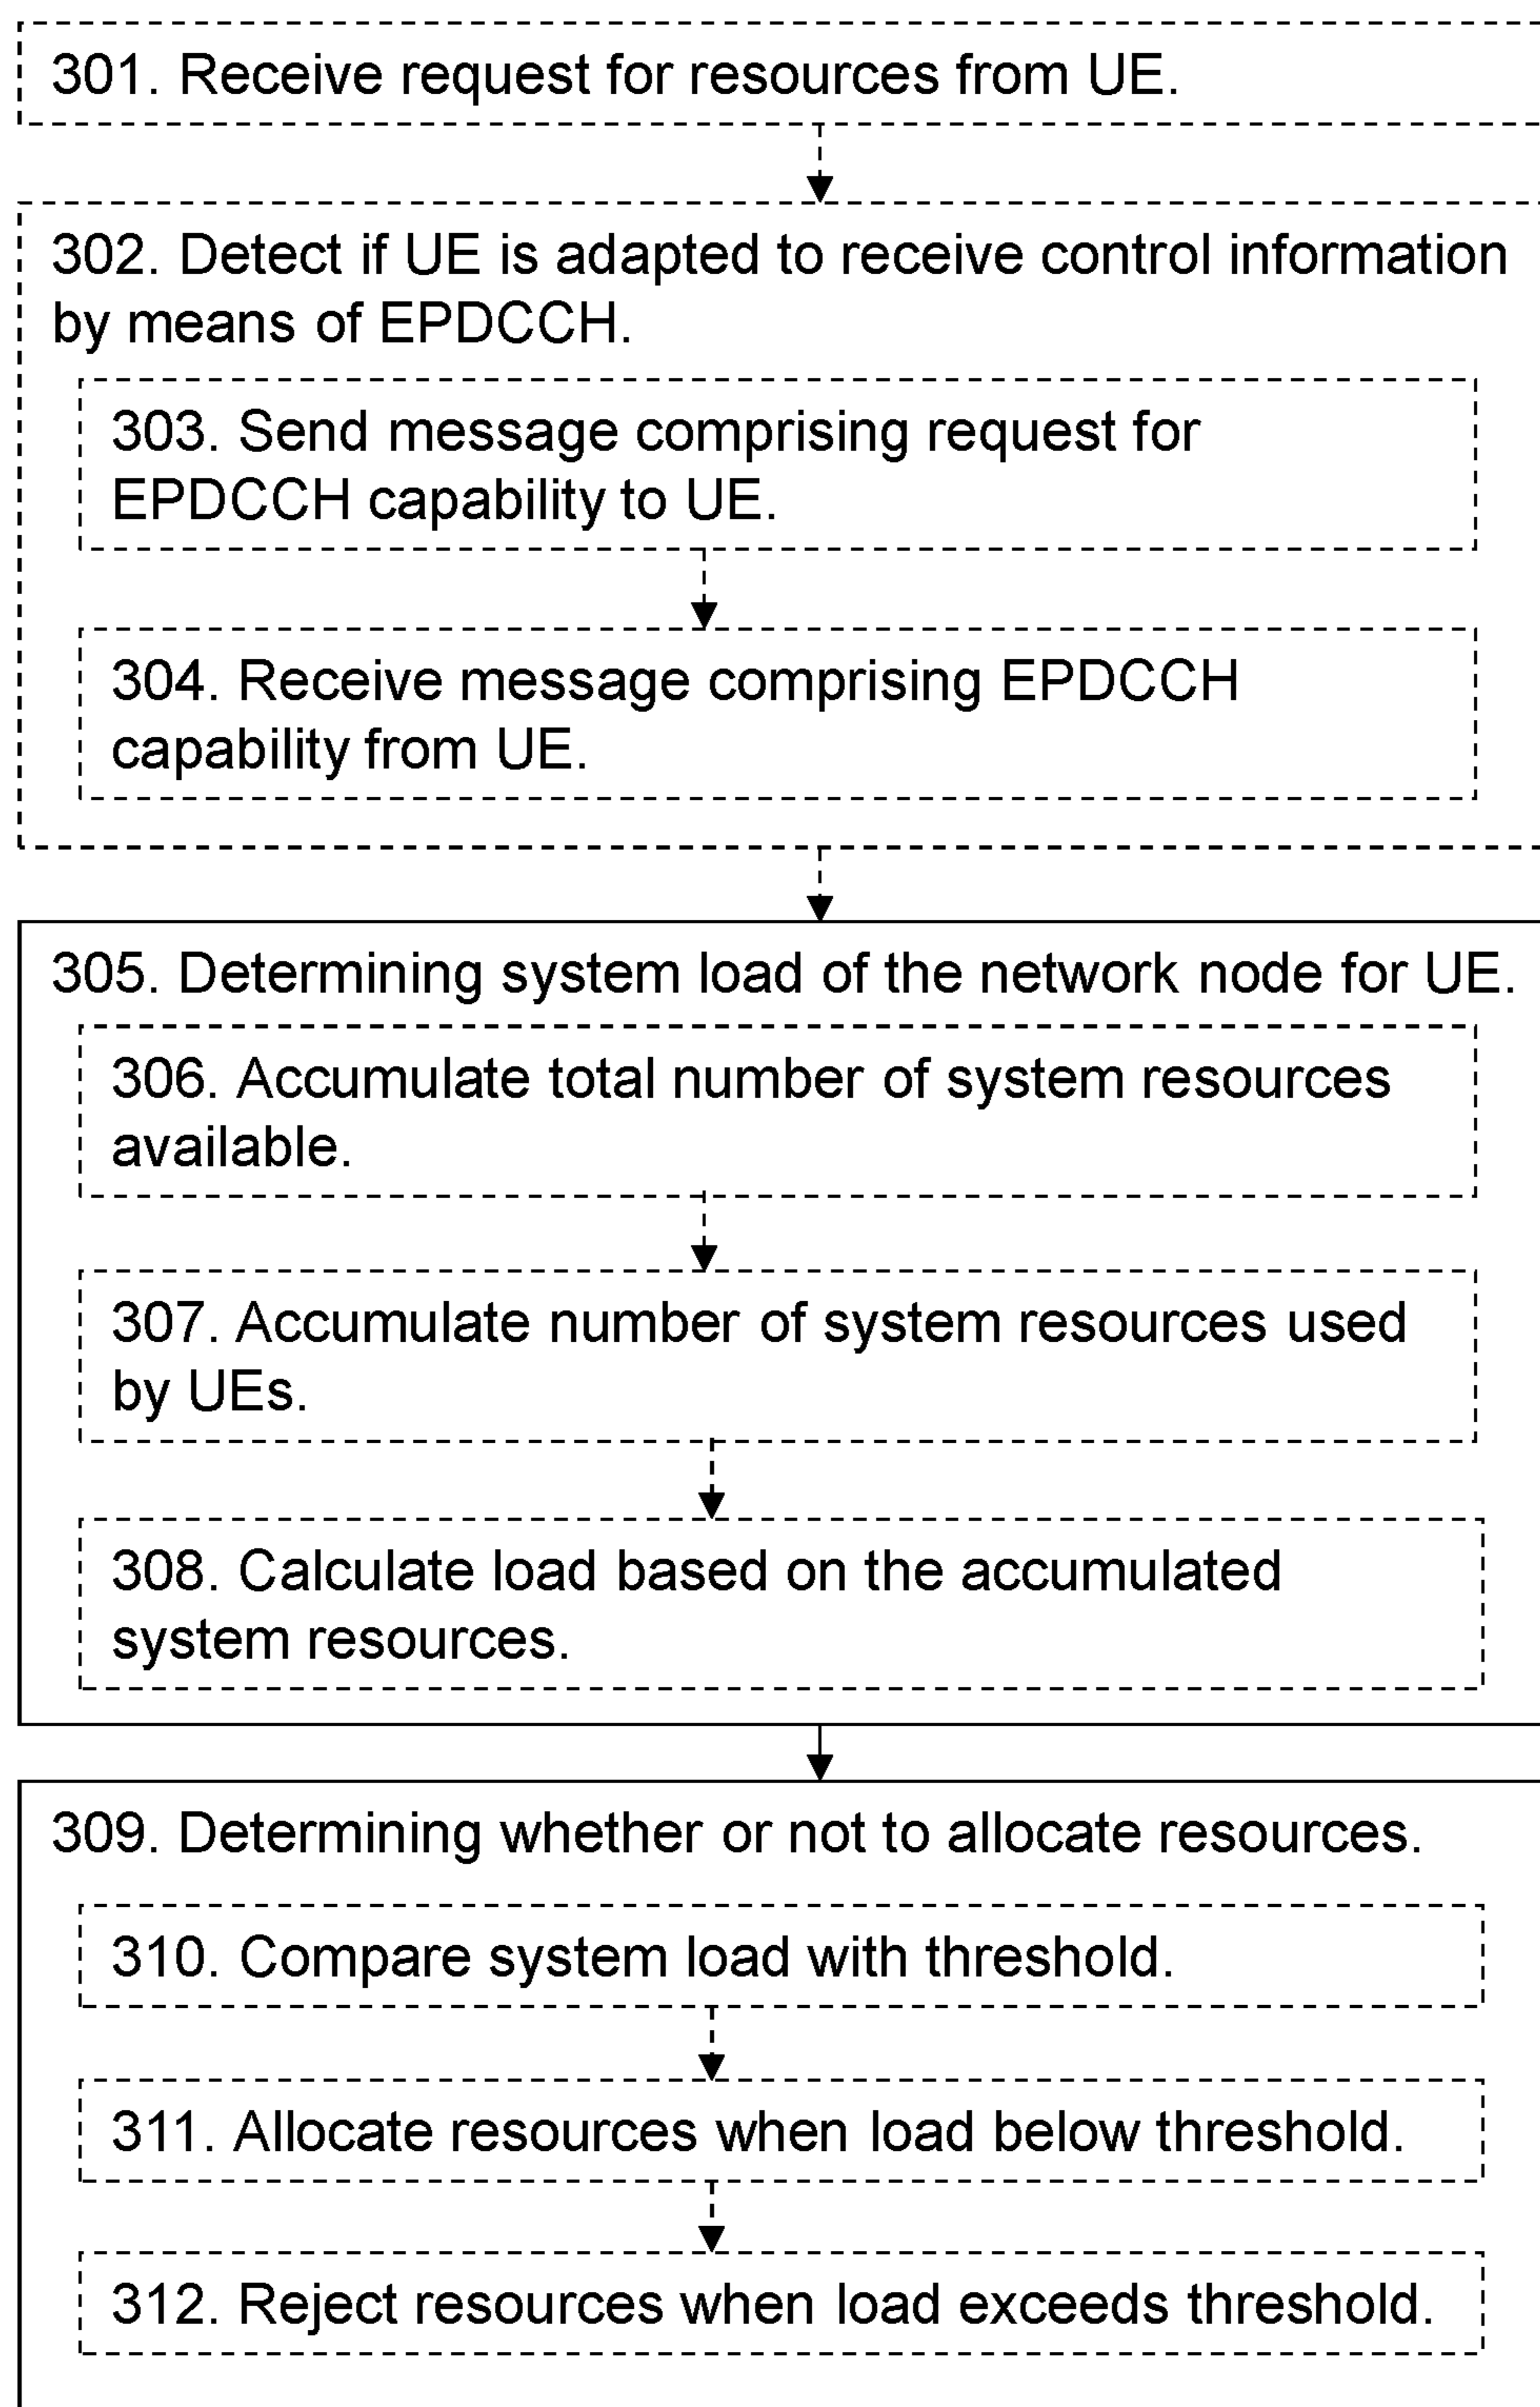 301. Receive request for resources from UE.
302. Detect if UE is adapted to receive control information
by means of EPDCCH.
303. Send message comprising request for
EPDCCH capability to UE.
304. Receive message comprising EPDCCH
capability from UE.
305. Determining system load of the network node for UE.
306. Accumulate total number of system resources
available.
307. Accumulate number of system resources used
by UEs.
308. Calculate load based on the accumulated
system resources.
309. Determining whether or not to allocate resources.
310. Compare system load with threshold.
311. Allocate resources when load below threshold.
312. Reject resources when load exceeds threshold.